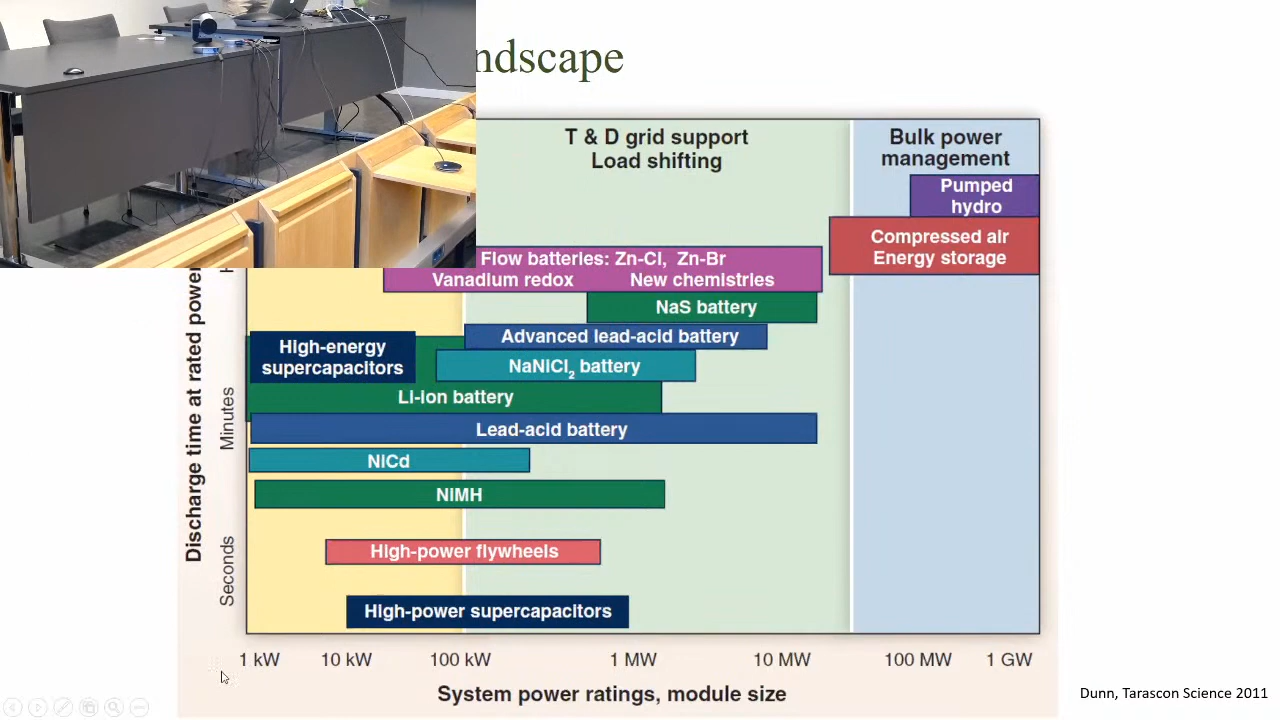 ndscape
T & D grid support
Load shifting
Bulk power
management
Pumped
hydro
Compressed air
Energy storage
Flow batteries: Zn-Cl, Zn-Br
Vanadium redox New chemistries
NaS battery
Advanced lead-acid battery
High-energy
supercapacitors
NaNiCl2 battery
Li-ion battery
Lead-acid battery
NiCd
NiMH
High-power flywheels
High-power supercapacitors
Discharge time at rated power
Minutes
Seconds
1 kW 10 kW 100 kW 1 MW 10 MW 100 MW 1 GW
System power ratings, module size
Dunn, Tarascon Science 2011